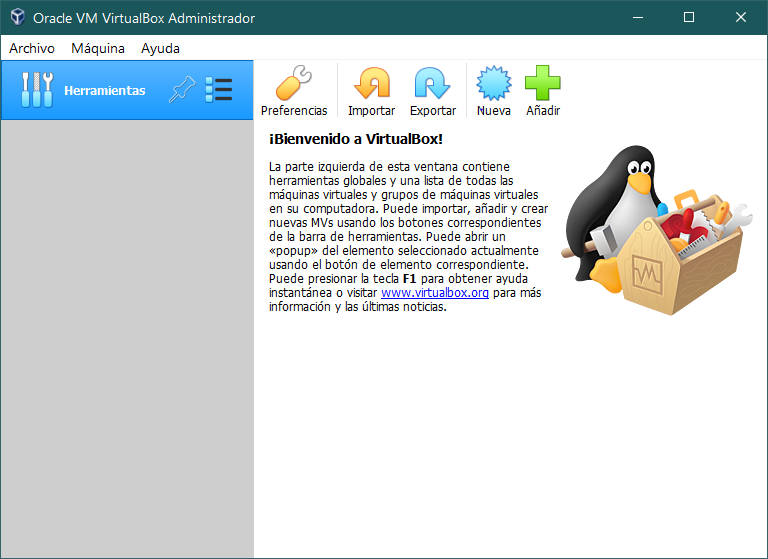 Oracle VM VirtualBox Administrador
Archivo Máquina Ayuda
Herramientas
Preferencias Importar Exportar Nueva Añadir
¡Bienvenido a VirtualBox!
La parte izquierda de esta ventana contiene
herramientas globales y una lista de todas las
máquinas virtuales y grupos de máquinas virtuales
en su computadora. Puede importar, añadir y crear
nuevas MVs usando los botones correspondientes
de la barra de herramientas. Puede abrir un
«popup» del elemento seleccionado actualmente
usando el botón de elemento correspondiente.
Puede presionar la tecla F1 para obtener ayuda
instantánea o visitar www.virtualbox.org para más
información y las últimas noticias.